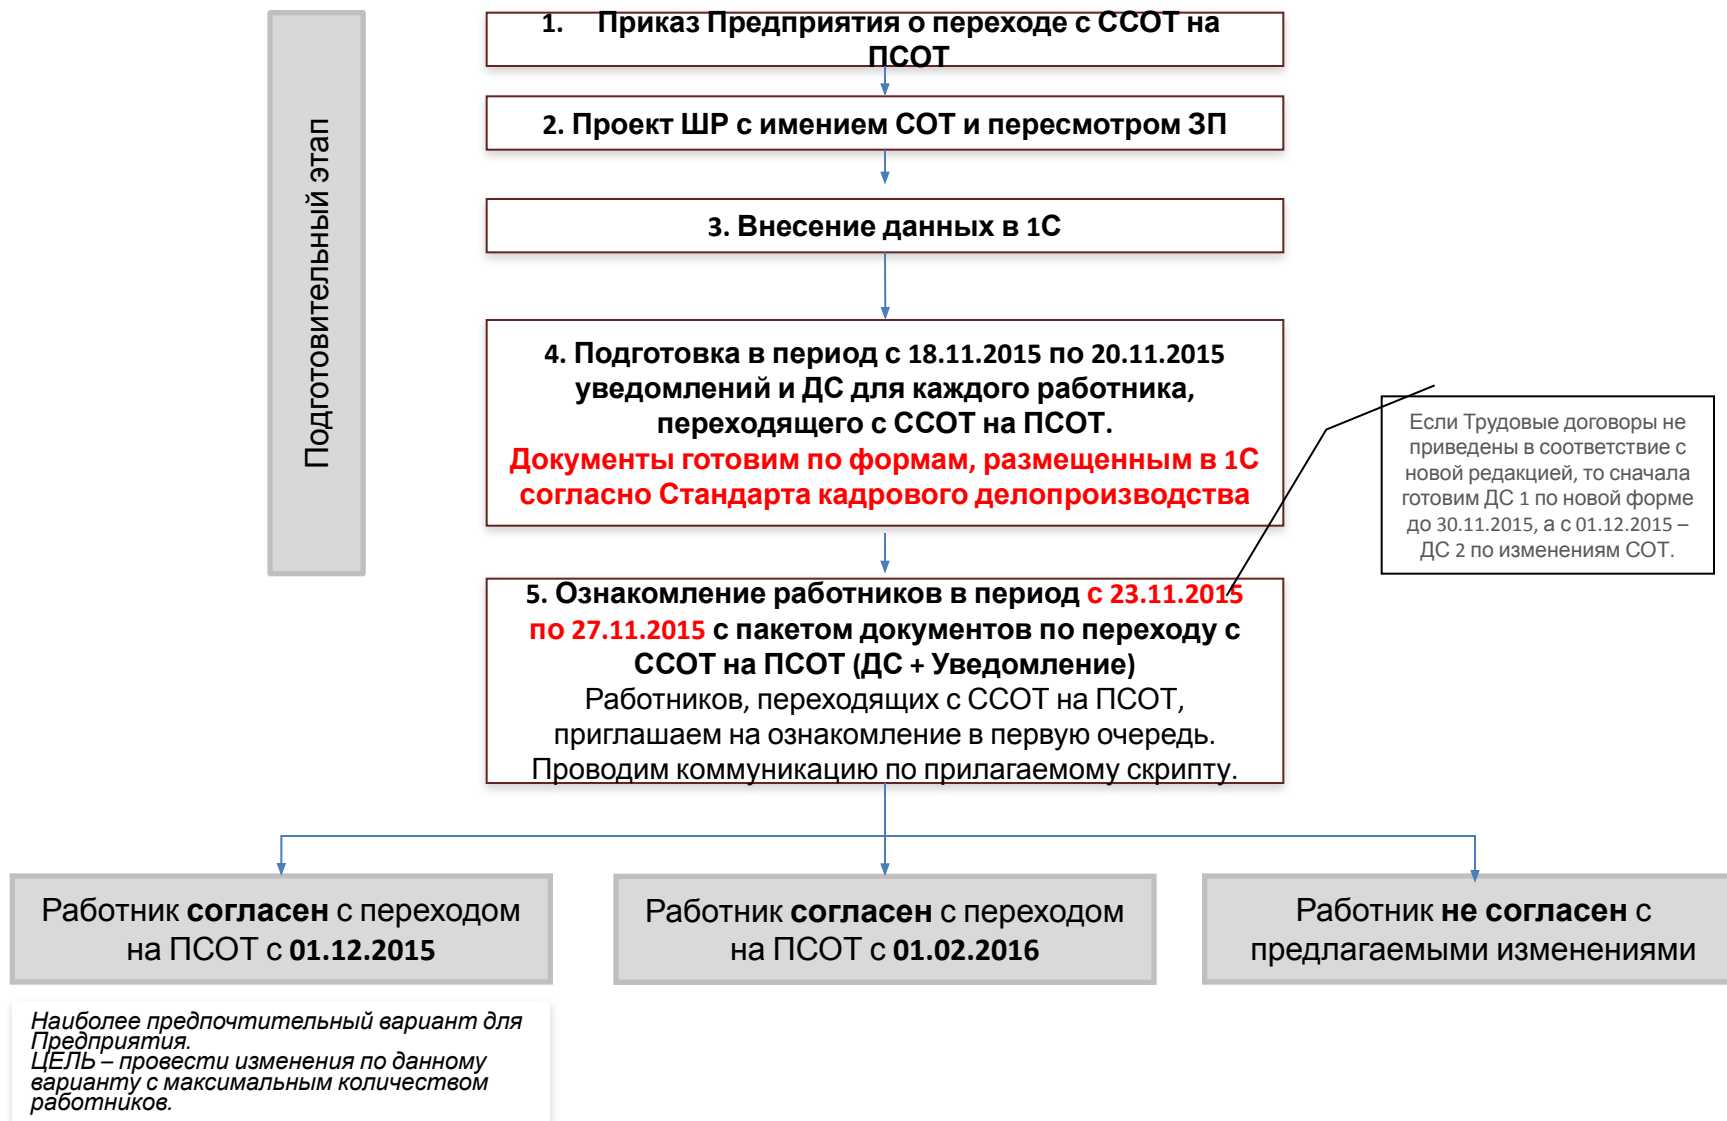 Подготовительный этап
1. Приказ Предприятия о переходе с ССОТ на
ПСОТ
2. Проект ШР с имением СОТ и пересмотром ЗП
3. Внесение данных в 1С
4. Подготовка в период с 18.11.2015 по 20.11.2015
уведомлений и ДС для каждого работника,
переходящего с ССОТ на ПСОТ.
Документы готовим по формам, размещенным в 1С
согласно Стандарта кадрового делопроизводства
Если Трудовые договоры не
приведены в соответствие с
новой редакцией, то сначала
готовим ДС 1 по новой форме
до 30.11.2015, а с 01.12.2015 –
ДС 2 по изменениям СОТ.
5. Ознакомление работников в период с 23.11.2015
по 27.11.2015 с пакетом документов по переходу с
ССОТ на ПСОТ (ДС + Уведомление)
Работников, переходящих с ССОТ на ПСОТ,
приглашаем на ознакомление в первую очередь.
Проводим коммуникацию по прилагаемому скрипту.
Работник согласен с переходом
на ПСОТ с 01.12.2015
Работник согласен с переходом
на ПСОТ с 01.02.2016
Работник не согласен с
предлагаемыми изменениями
Наиболее предпочтительный вариант для
Предприятия.
ЦЕЛЬ – провести изменения по данному
варианту с максимальным количеством
работников.